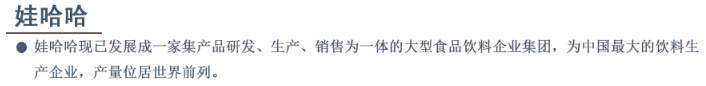 娃哈哈
● 娃哈哈现已发展成一家集产品研发、生产、销售为一体的大型食品饮料企业集团，为中国最大的饮料生
产企业，产量位居世界前列。